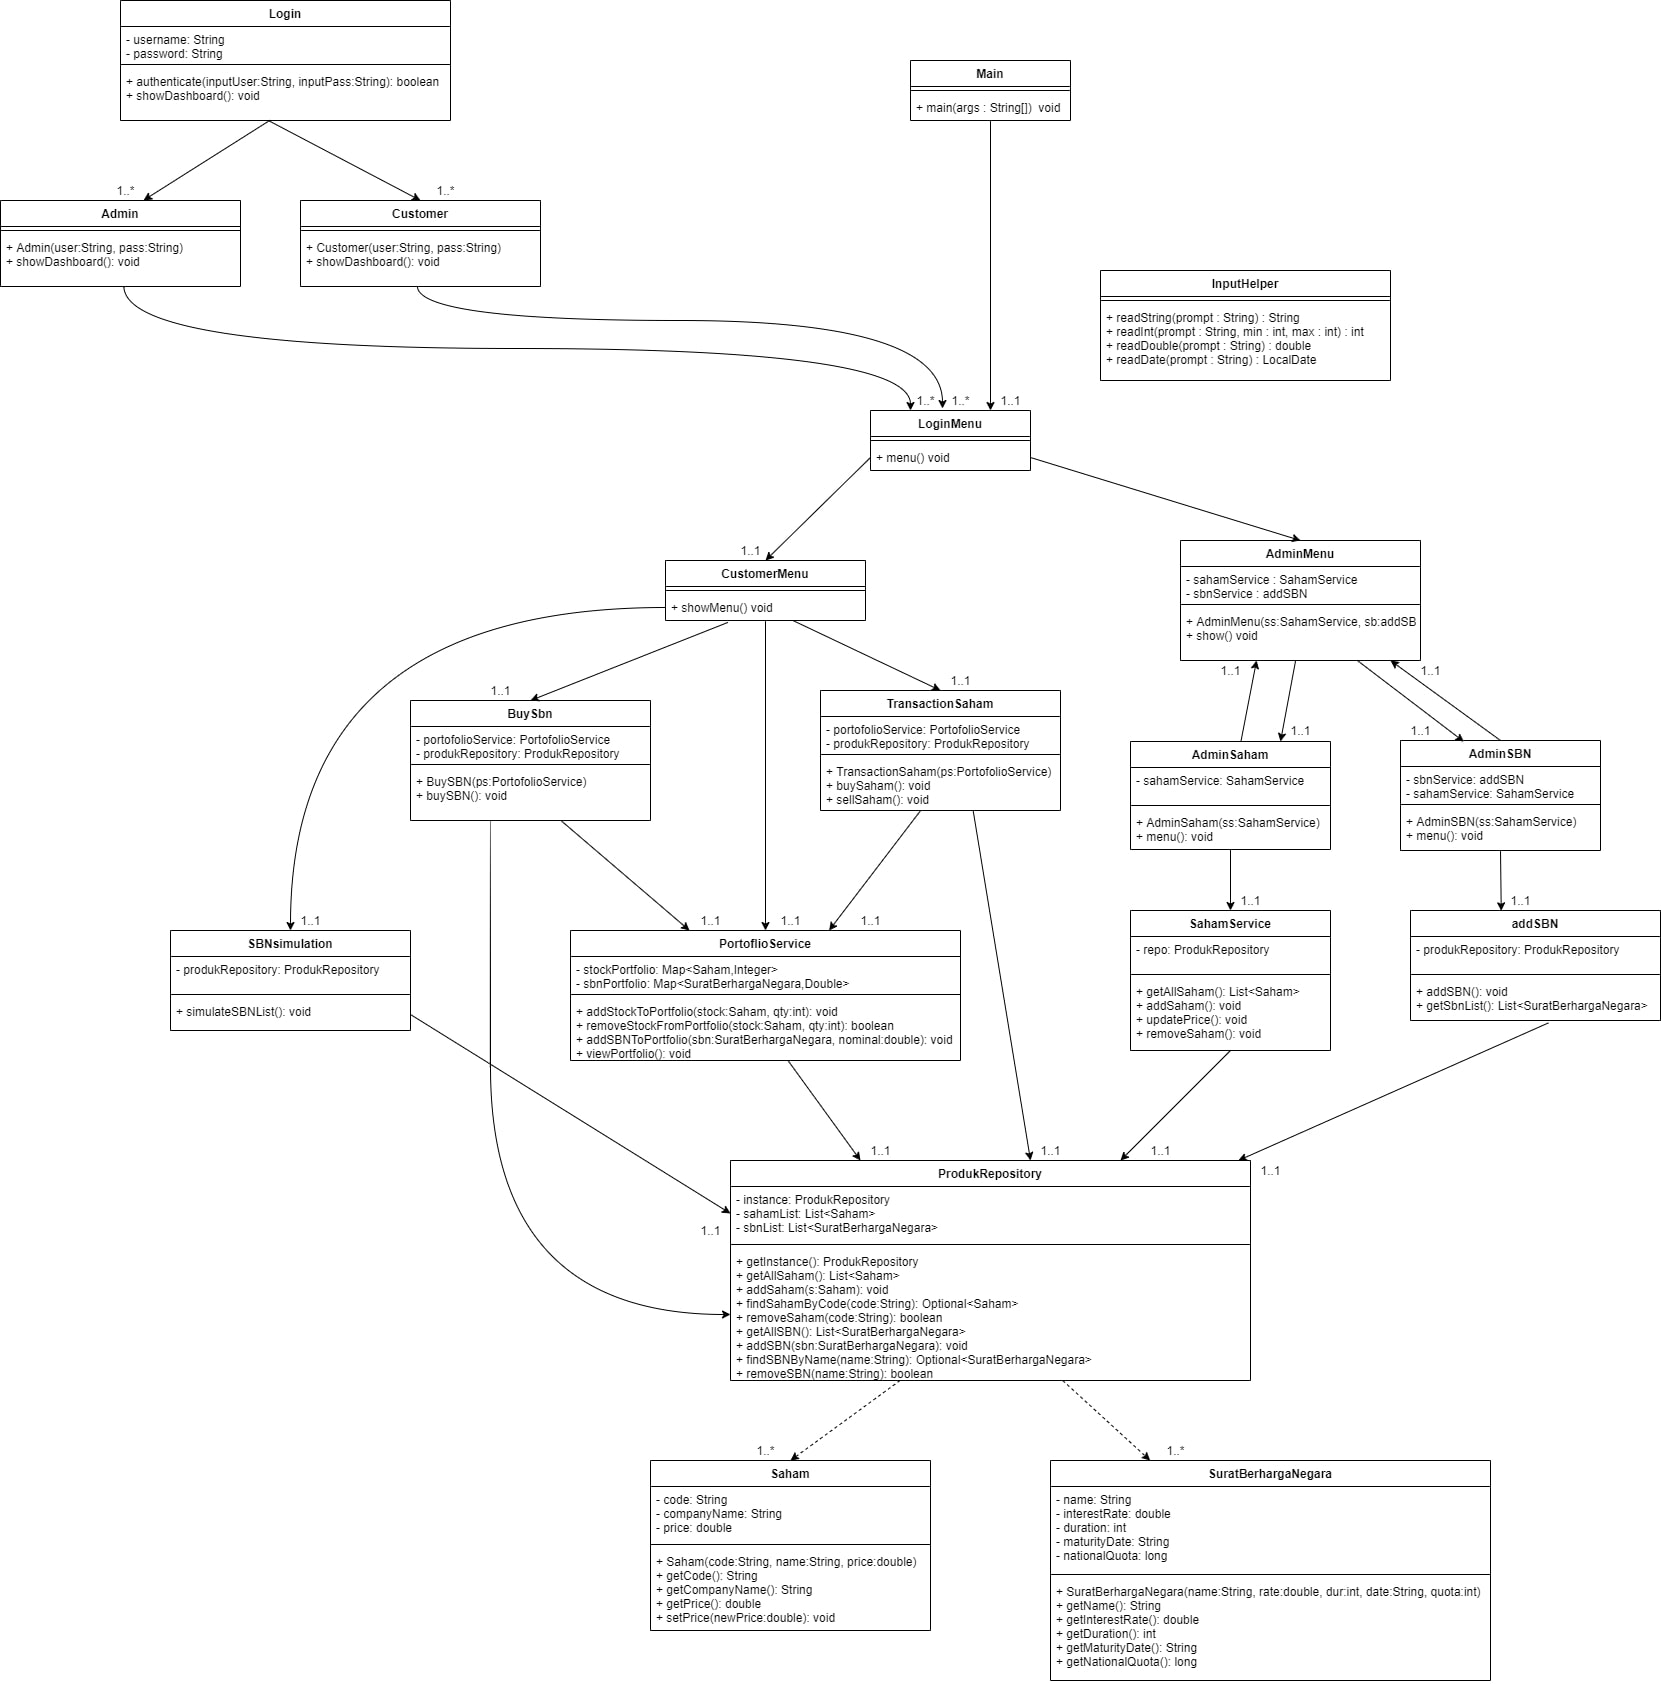 Login
- username: String
- password: String
+ authenticate(inputUser:String, inputPass:String): boolean
+ showDashboard(): void
Main
+ main(args : String[])  void
1..*
1..*
Admin
+ Admin(user:String, pass:String)
+ showDashboard(): void
Customer
+ Customer(user:String, pass:String)
+ showDashboard(): void
InputHelper
+ readString(prompt : String) : String
+ readInt(prompt : String, min : int, max : int) : int
+ readDouble(prompt : String) : double
+ readDate(prompt : String) : LocalDate
1..*
1..*
1..1
LoginMenu
+ menu() void
1..1
CustomerMenu
+ showMenu() void
AdminMenu
- sahamService : SahamService
- sbnService : addSBN
+ AdminMenu(ss:SahamService, sb:addSB
+ show() void
1..1
1..1
1..1
1..1
BuySbn
- portofolioService: PortofolioService
- produkRepository: ProdukRepository
+ BuySBN(ps:PortofolioService)
+ buySBN(): void
TransactionSaham
- portofolioService: PortofolioService
- produkRepository: ProdukRepository
+ TransactionSaham(ps:PortofolioService)
+ buySaham(): void
+ sellSaham(): void
1..1
1..1
AdminSaham
- sahamService: SahamService
+ AdminSaham(ss:SahamService)
+ menu(): void
AdminSBN
- sbnService: addSBN
- sahamService: SahamService
+ AdminSBN(ss:SahamService)
+ menu(): void
1..1
1..1
1..1
1..1
1..1
1..1
SBNsimulation
- produkRepository: ProdukRepository
+ simulateSBNList(): void
PortoflioService
- stockPortfolio: Map<Saham,Integer>
- sbnPortfolio: Map<SuratBerhargaNegara,Double>
+ addStockToPortfolio(stock:Saham, qty:int): void
+ removeStockFromPortfolio(stock:Saham, qty:int): boolean
+ addSBNToPortfolio(sbn:SuratBerhargaNegara, nominal:double): void
+ viewPortfolio(): void
SahamService
- repo: ProdukRepository
+ getAllSaham(): List<Saham>
+ addSaham(): void
+ updatePrice(): void
+ removeSaham(): void
addSBN
- produkRepository: ProdukRepository
+ addSBN(): void
+ getSbnList(): List<SuratBerhargaNegara>
1..1
1..1
1..1
1..1
1..1
ProdukRepository
- instance: ProdukRepository
- sahamList: List<Saham>
- sbnList: List<SuratBerhargaNegara>
+ getInstance(): ProdukRepository
+ getAllSaham(): List<Saham>
+ addSaham(s:Saham): void
+ findSahamByCode(code:String): Optional<Saham>
+ removeSaham(code:String): boolean
+ getAllSBN(): List<SuratBerhargaNegara>
+ addSBN(sbn:SuratBerhargaNegara): void
+ findSBNByName(name:String): Optional<SuratBerhargaNegara>
+ removeSBN(name:String): boolean
1..*
1..*
Saham
- code: String
- companyName: String
- price: double
+ Saham(code:String, name:String, price:double)
+ getCode(): String
+ getCompanyName(): String
+ getPrice(): double
+ setPrice(newPrice:double): void
SuratBerhargaNegara
- name: String
- interestRate: double
- duration: int
- maturityDate: String
- nationalQuota: long
+ SuratBerhargaNegara(name:String, rate:double, dur:int, date:String, quota:int)
+ getName(): String
+ getInterestRate(): double
+ getDuration(): int
+ getMaturityDate(): String
+ getNationalQuota(): long